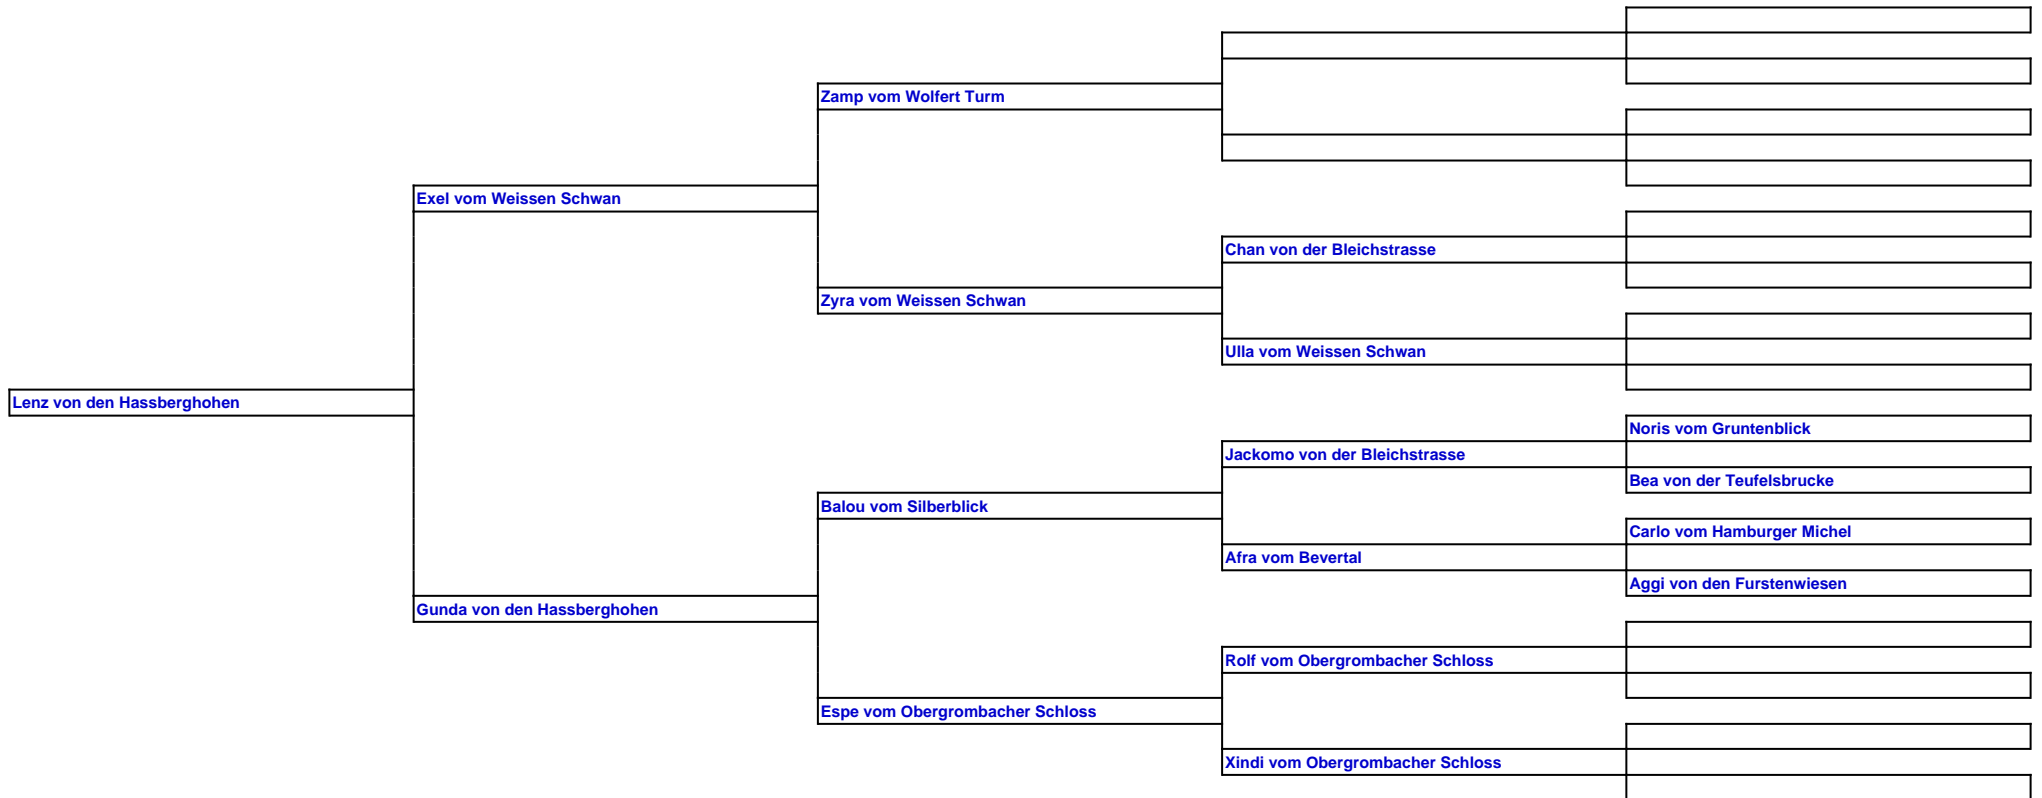 Zamp vom Wolfert Turm
Exel vom Weissen Schwan
Chan von der Bleichstrasse
Zyra vom Weissen Schwan
Ulla vom Weissen Schwan
Lenz von den Hassberghohen
Noris vom Gruntenblick
Jackomo von der Bleichstrasse
Bea von der Teufelsbrucke
Balou vom Silberblick
Carlo vom Hamburger Michel
Afra vom Bevertal
Aggi von den Furstenwiesen
Gunda von den Hassberghohen
Rolf vom Obergrombacher Schloss
Espe vom Obergrombacher Schloss
Xindi vom Obergrombacher Schloss